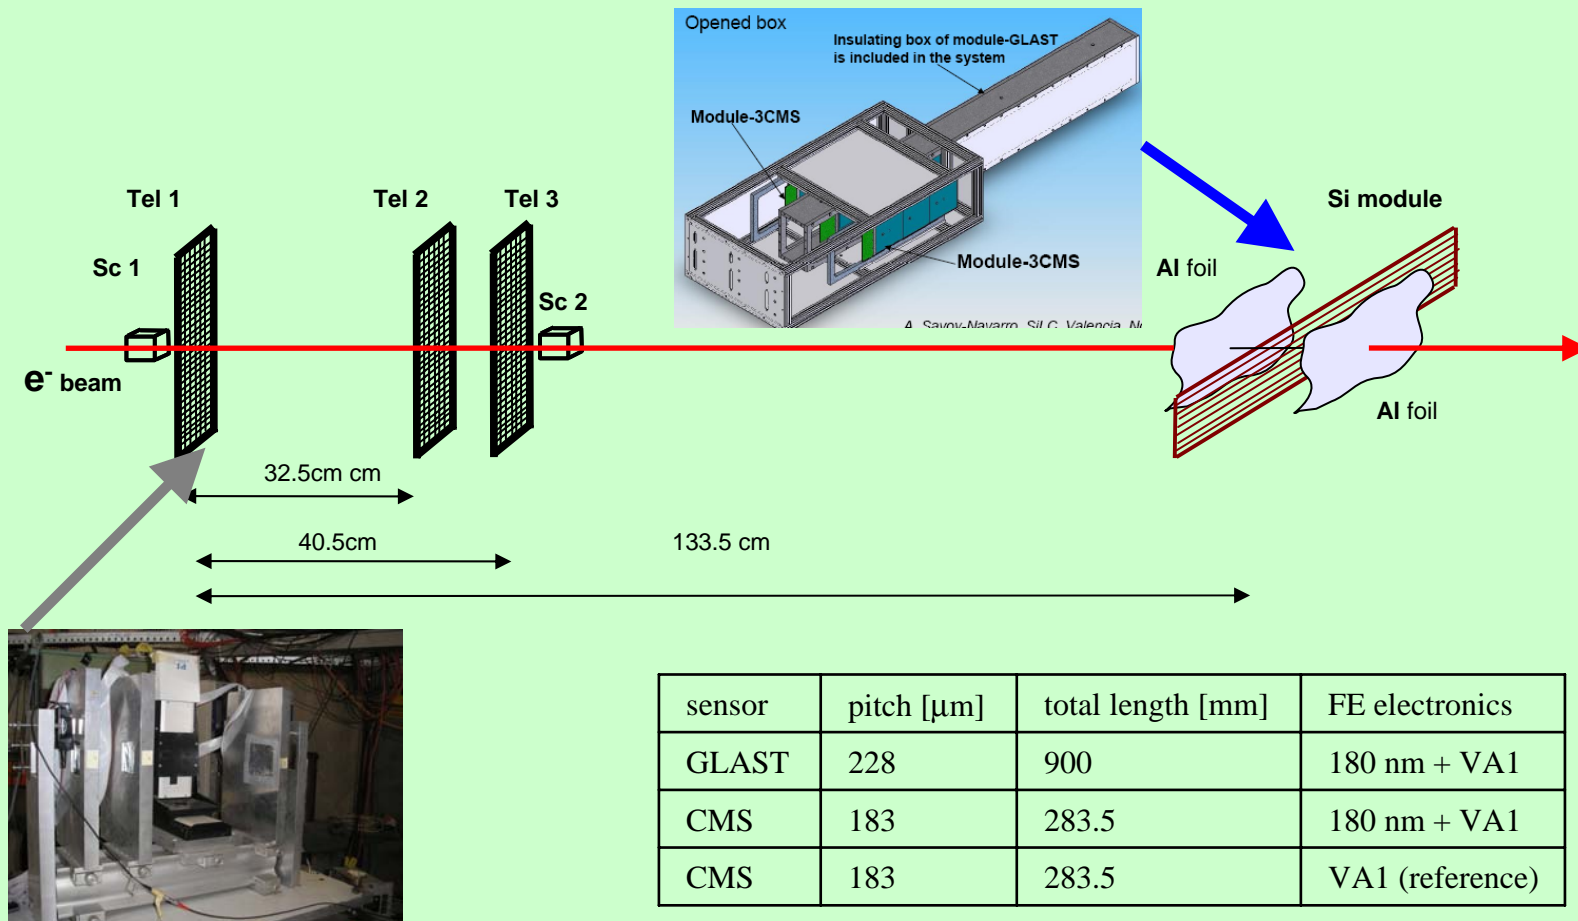 Opened box
Insulating box of module-GLAST
is included in the system
Module-3CMS
Module-3CMS
Tel 1
Tel 2
Tel 3
Si module
Sc 1
Sc 2
Al foil
e- beam
Al foil
32.5cm cm
40.5cm
133.5 cm
sensor pitch [μm] total length [mm] FE electronics
GLAST 228 900 180 nm + VA1
CMS 183 283.5 180 nm + VA1
CMS 183 283.5 VA1 (reference)